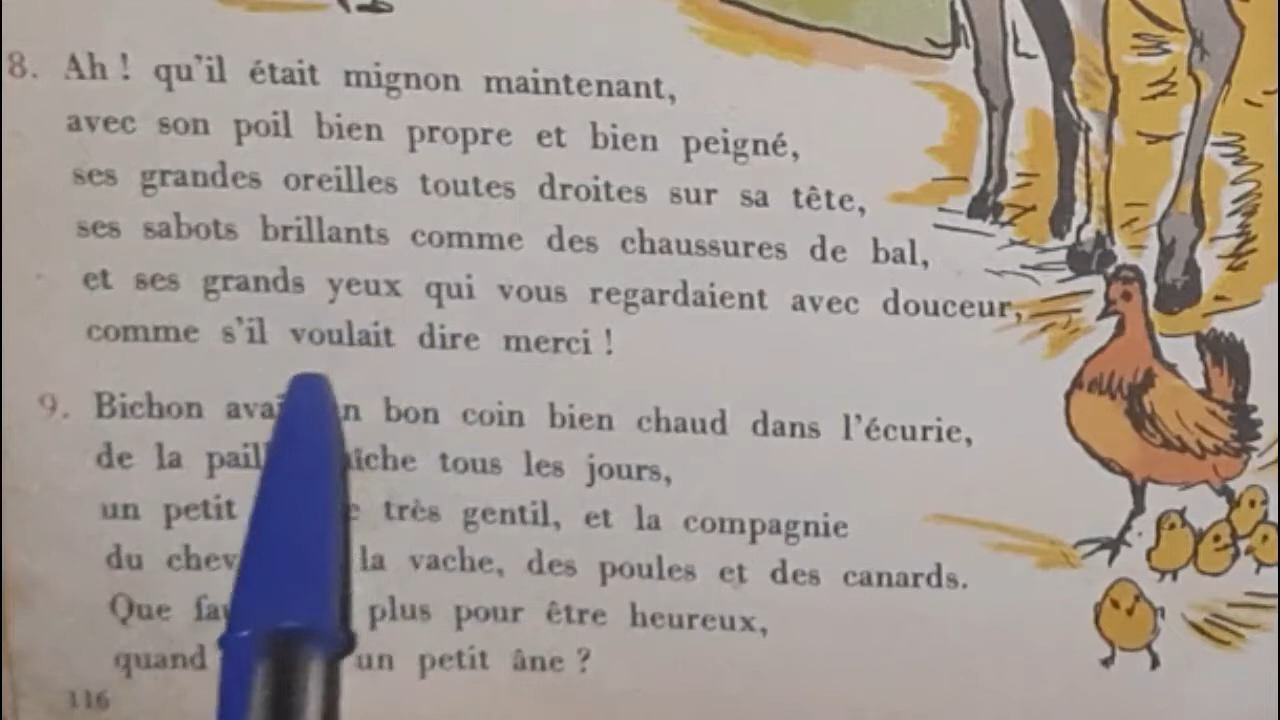 8. Ah ! qu'il était mignon maintenant,
avec son poil bien propre et bien peigné,
ses grandes oreilles toutes droites sur sa tête,
ses sabots brillants comme des chaussures de bal,
et ses grands yeux qui vous regardaient avec douceur,
comme s'il voulait dire merci !
9. Bichon bon coin bien chaud dans l'écurie,
de la tous les jours,
un petit très gentil, et la compagnie
du la vache, des poules et des canards.
Que plus pour être heureux,
quand un petit âne ?
116